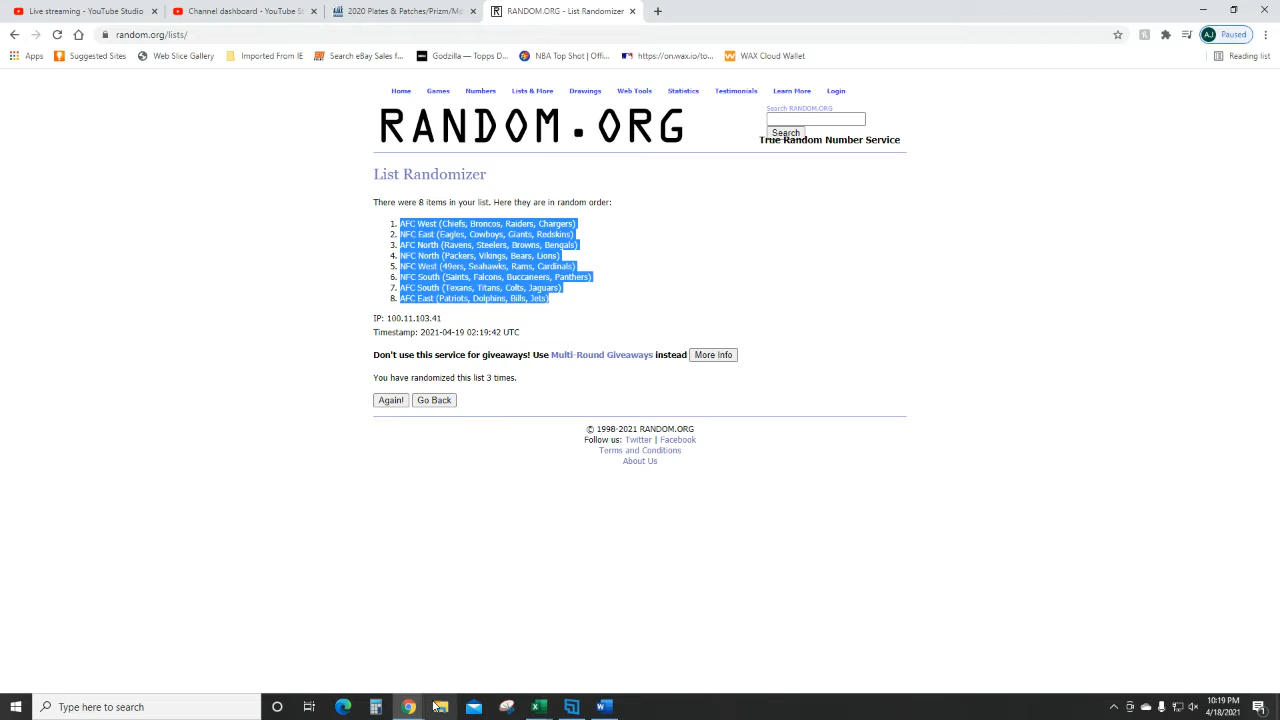 Live streaming - YouTube Studio
Channel dashboard - YouTube Stu
2020 Plates & Patches/Prizm/Mos
RANDOM.ORG - List Randomizer
random.org/lists/
AJ Paused
Apps
Suggested Sites
Web Slice Gallery
Imported From IE
Search eBay Sales f...
Godzilla — Topps D...
NBA Top Shot | Offi...
https://on.wax.io/to...
WAX Cloud Wallet
Reading list
Home Games Numbers Lists & More Drawings Web Tools Statistics Testimonials Learn More Login
RANDOM.ORG
Search RANDOM.ORG
Search
True Random Number Service
List Randomizer
There were 8 items in your list. Here they are in random order:
1. AFC West (Chiefs, Broncos, Raiders, Chargers)
2. NFC East (Eagles, Cowboys, Giants, Redskins)
3. AFC North (Ravens, Steelers, Browns, Bengals)
4. NFC North (Packers, Vikings, Bears, Lions)
5. NFC West (49ers, Seahawks, Rams, Cardinals)
6. NFC South (Saints, Falcons, Buccaneers, Panthers)
7. AFC South (Texans, Titans, Colts, Jaguars)
8. AFC East (Patriots, Dolphins, Bills, Jets)
IP: 100.11.103.41
Timestamp: 2021-04-19 02:19:42 UTC
Don't use this service for giveaways! Use Multi-Round Giveaways instead More Info
You have randomized this list 3 times.
Again! Go Back
© 1998-2021 RANDOM.ORG
Follow us: Twitter | Facebook
Terms and Conditions
About Us
Type here to search
10:19 PM
4/18/2021